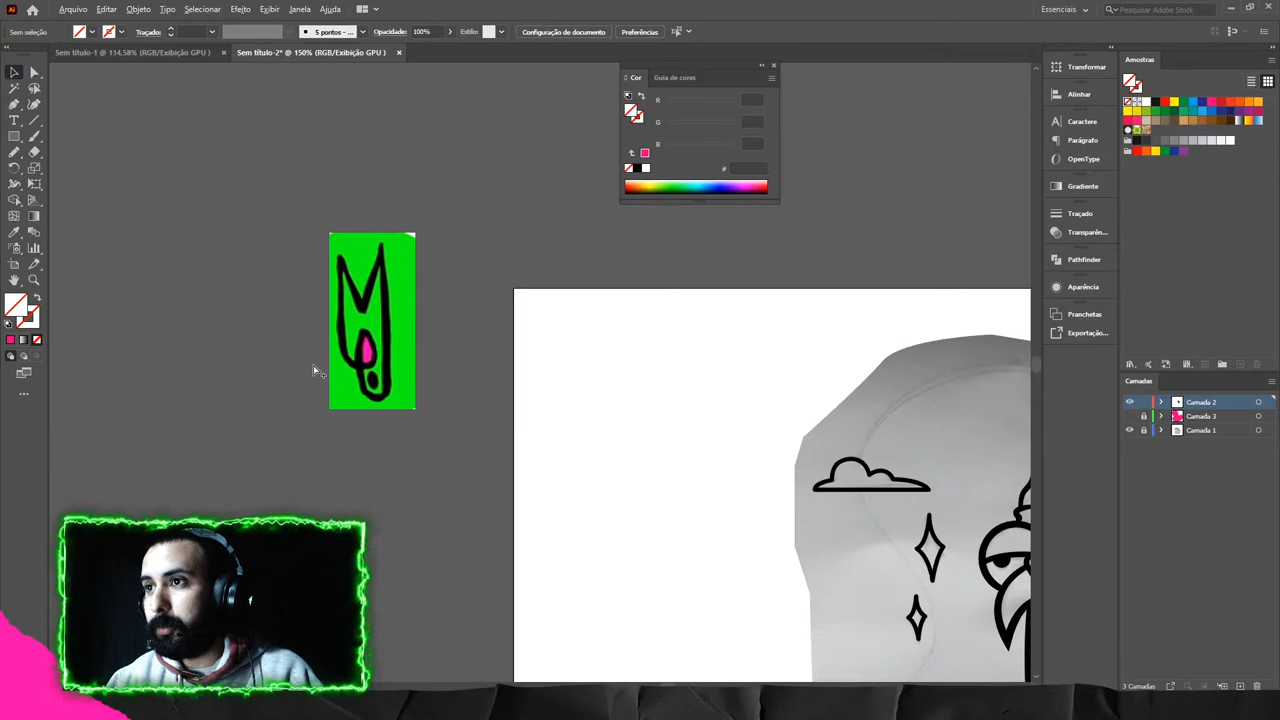 Ai Arquivo Editar Objeto Tipo Selecionar Efeito Exibir Janela Ajuda Essenciais Pesquisar Adobe Stock
Sem seleção Traçado: 5 pontos - ... Opacidade: 100% Estilo: Configuração de documento Preferências
Sem título-1 @ 114,58% (RGB/Exibição GPU ) × Sem título-2* @ 150% (RGB/Exibição GPU ) ×
Cor Guia de cores
R
G
B
#
Transformar
Alinhar
Caractere
Parágrafo
OpenType
Gradiente
Traçado
Transparên...
Pathfinder
Aparência
Pranchetas
Exportação...
Amostras
Camadas
Camada 2
Camada 3
Camada 1
3 Camadas